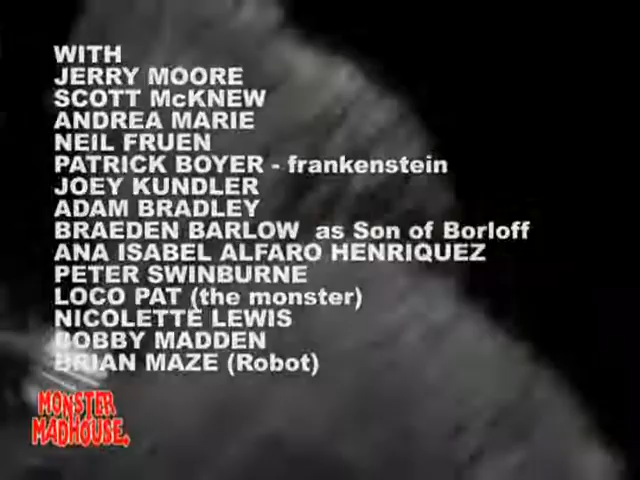 WITH
JERRY MOORE
SCOTT McKNEW
ANDREA MARIE
NEIL FRUEN
PATRICK BOYER - frankenstein
JOEY KUNDLER
ADAM BRADLEY
BRAEDEN BARLOW as Son of Borloff
ANA ISABEL ALFARO HENRIQUEZ
PETER SWINBURNE
LOCO PAT (the monster)
NICOLETTE LEWIS
BOBBY MADDEN
BRIAN MAZE (Robot)
MONSTER
MADHOUSE